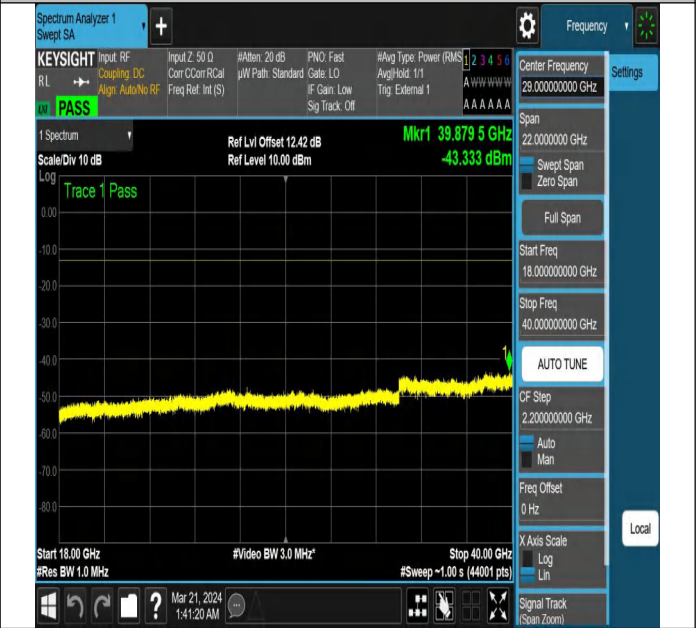 Spectrum Analyzer 1
Swept SA
Frequency
KEYSIGHT
RL
PASS
Input: RF
Coupling: DC
Align: Auto/No RF
Input Z: 50 Ω
Corr CCorr RCal
Freq Ref: Int (S)
#Atten: 20 dB
µW Path: Standard
PNO: Fast
Gate: LO
IF Gain: Low
Sig Track: Off
#Avg Type: Power (RMS
Avg|Hold: 1/1
Trig: External 1
1 2 3 4 5 6
A W W W W W
A A A A A A
1 Spectrum
Scale/Div 10 dB
Ref Lvl Offset 12.42 dB
Ref Level 10.00 dBm
Mkr1 39.879 5 GHz
-43.333 dBm
Log
Trace 1 Pass
0.00
-10.0
-20.0
-30.0
-40.0
-50.0
-60.0
-70.0
-80.0
1
Start 18.00 GHz
#Res BW 1.0 MHz
#Video BW 3.0 MHz*
Stop 40.00 GHz
#Sweep ~1.00 s (44001 pts)
Mar 21, 2024
1:41:20 AM
Center Frequency
29.000000000 GHz
Settings
Span
22.0000000 GHz
Swept Span
Zero Span
Full Span
Start Freq
18.000000000 GHz
Stop Freq
40.000000000 GHz
AUTO TUNE
CF Step
2.200000000 GHz
Auto
Man
Freq Offset
0 Hz
X Axis Scale
Log
Lin
Local
Signal Track
(Span Zoom)